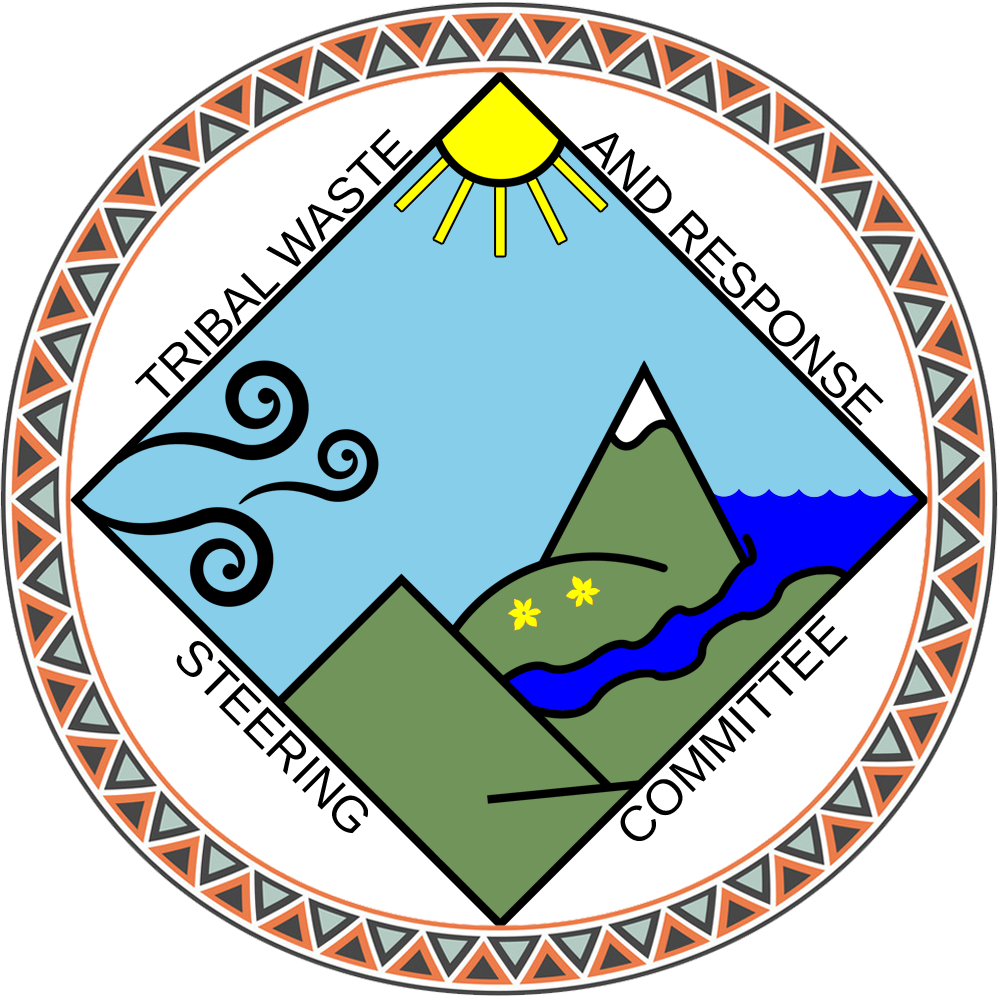 TRIBAL WASTE
AND RESPONSE
STEERING
COMMITTEE